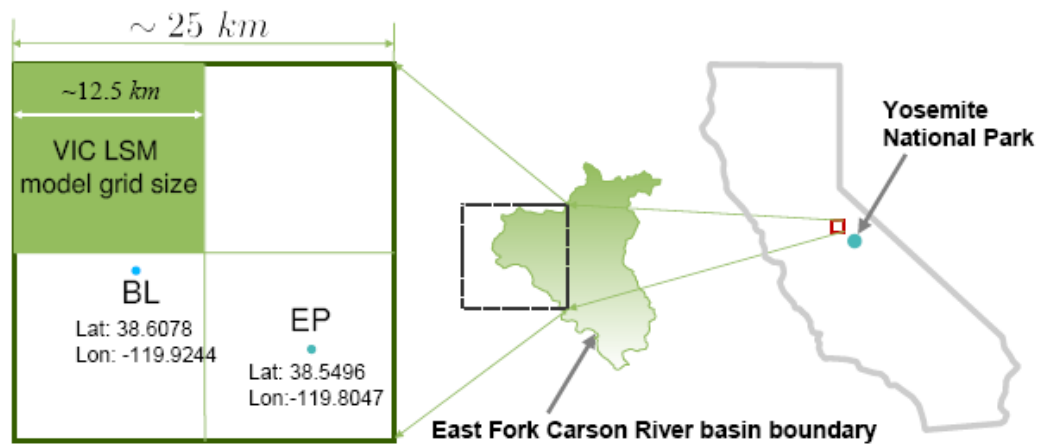 ~ 25 km
~12.5 km
VIC LSM
model grid size
BL
Lat: 38.6078
Lon: -119.9244
EP
Lat: 38.5496
Lon:-119.8047
Yosemite
National Park
East Fork Carson River basin boundary